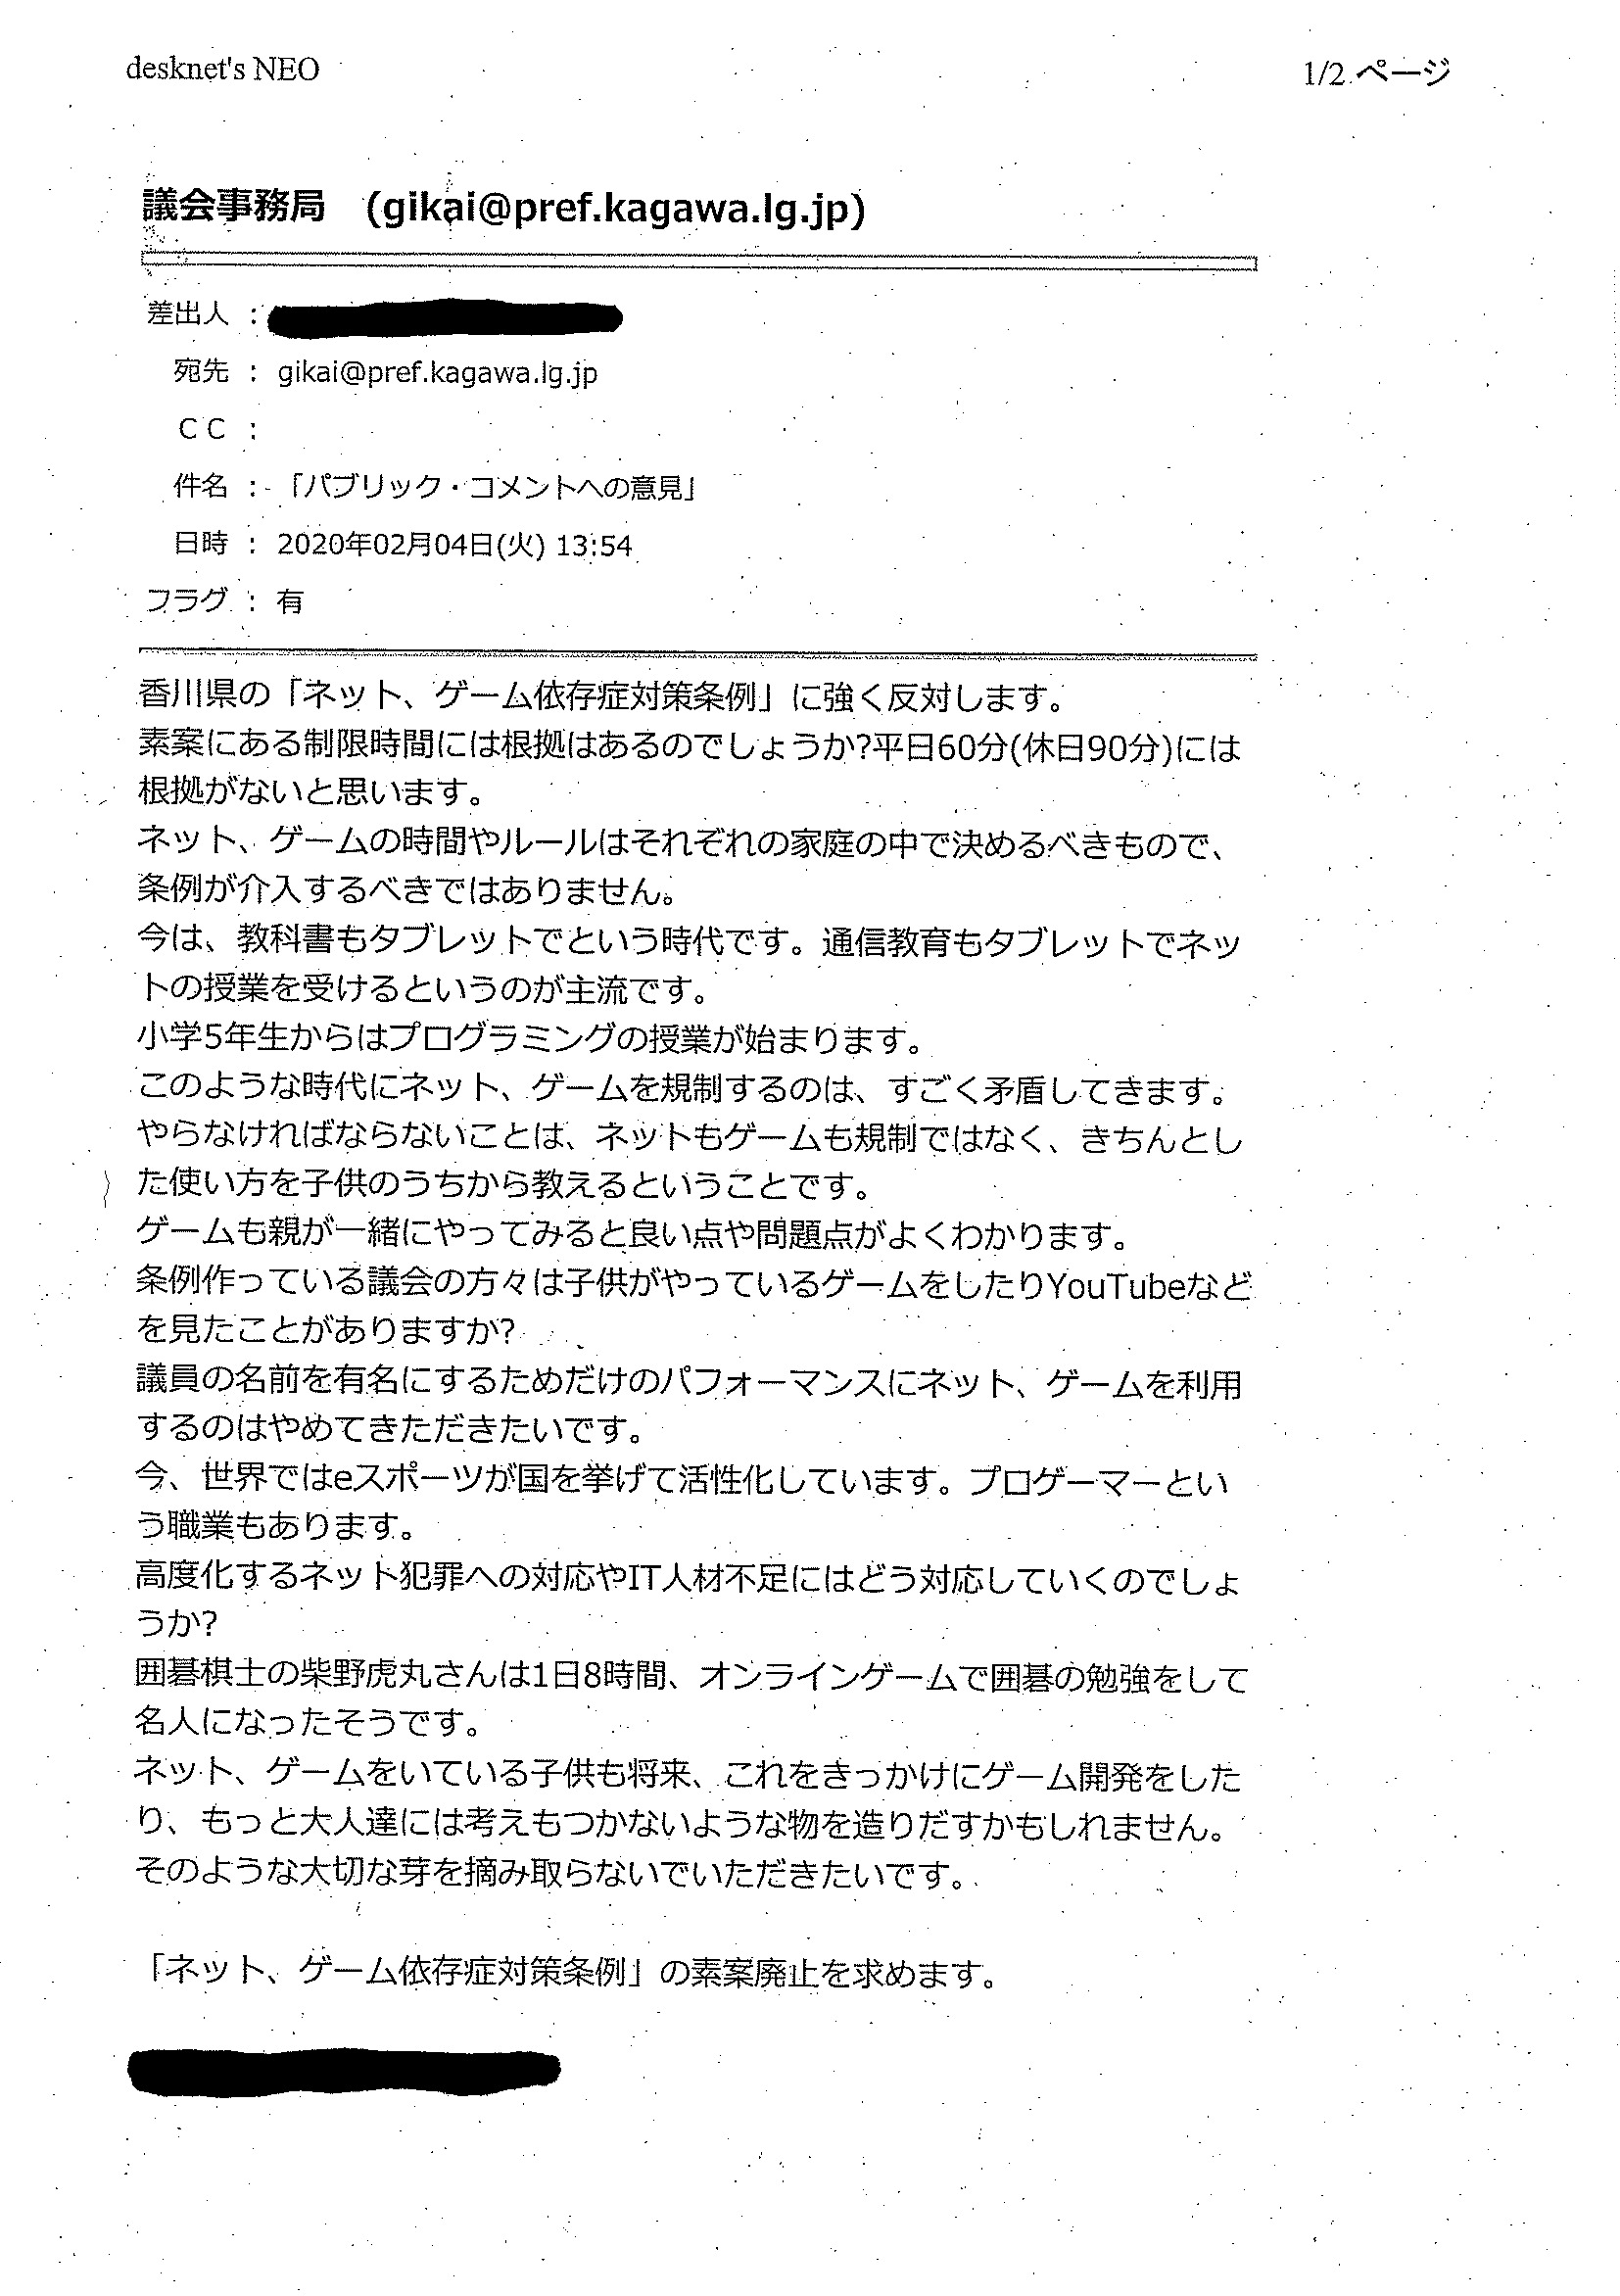 desknet's NEO
1/2 ページ
議会事務局　(gikai@pref.kagawa.lg.jp)
差出人 :
宛先 : gikai@pref.kagawa.lg.jp
ＣＣ :
件名 : 「パブリック・コメントへの意見」
日時 : 2020年02月04日(火) 13:54
フラグ : 有
香川県の「ネット、ゲーム依存症対策条例」に強く反対します。
素案にある制限時間には根拠はあるのでしょうか?平日60分(休日90分)には
根拠がないと思います。
ネット、ゲームの時間やルールはそれぞれの家庭の中で決めるべきもので、
条例が介入するべきではありません。
今は、教科書もタブレットでという時代です。通信教育もタブレットでネッ
トの授業を受けるというのが主流です。
小学5年生からはプログラミングの授業が始まります。
このような時代にネット、ゲームを規制するのは、すごく矛盾してきます。
やらなければならないことは、ネットもゲームも規制ではなく、きちんとし
た使い方を子供のうちから教えるということです。
ゲームも親が一緒にやってみると良い点や問題点がよくわかります。
条例作っている議会の方々は子供がやっているゲームをしたりYouTubeなど
を見たことがありますか?
議員の名前を有名にするためだけのパフォーマンスにネット、ゲームを利用
するのはやめてきただきたいです。
今、世界ではeスポーツが国を挙げて活性化しています。プロゲーマーとい
う職業もあります。
高度化するネット犯罪への対応やIT人材不足にはどう対応していくのでしょ
うか?
囲碁棋士の柴野虎丸さんは1日8時間、オンラインゲームで囲碁の勉強をして
名人になったそうです。
ネット、ゲームをいている子供も将来、これをきっかけにゲーム開発をした
り、もっと大人達には考えもつかないような物を造りだすかもしれません。
そのような大切な芽を摘み取らないでいただきたいです。
「ネット、ゲーム依存症対策条例」の素案廃止を求めます。